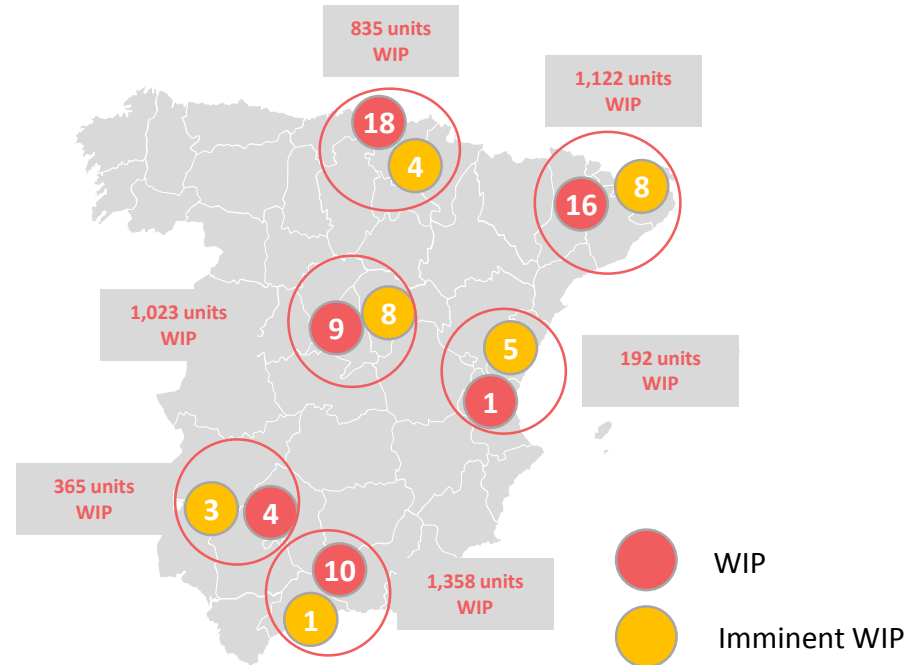 835 units
WIP
1,122 units
WIP
18
4
8
16
1,023 units
WIP
9
8
5
1
192 units
WIP
365 units
WIP
3
4
10
1
1,358 units
WIP
WIP
Imminent WIP